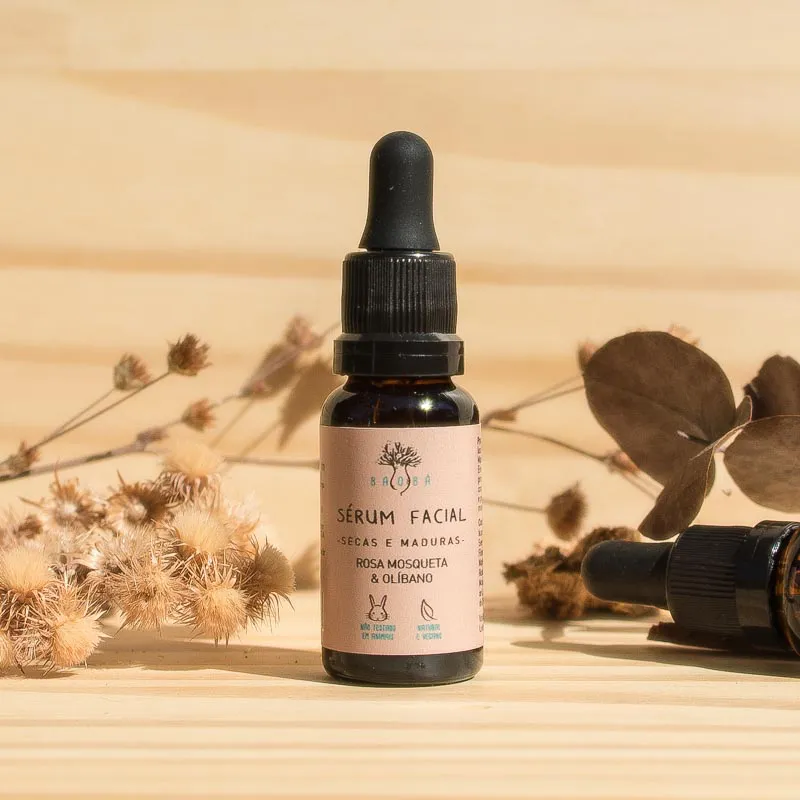 BAOBÁ
SÉRUM FACIAL
-SECAS E MADURAS-
ROSA MOSQUETA
& OLÍBANO
NÃO TESTADO
EM ANIMAIS
NATURAL
E VEGANO